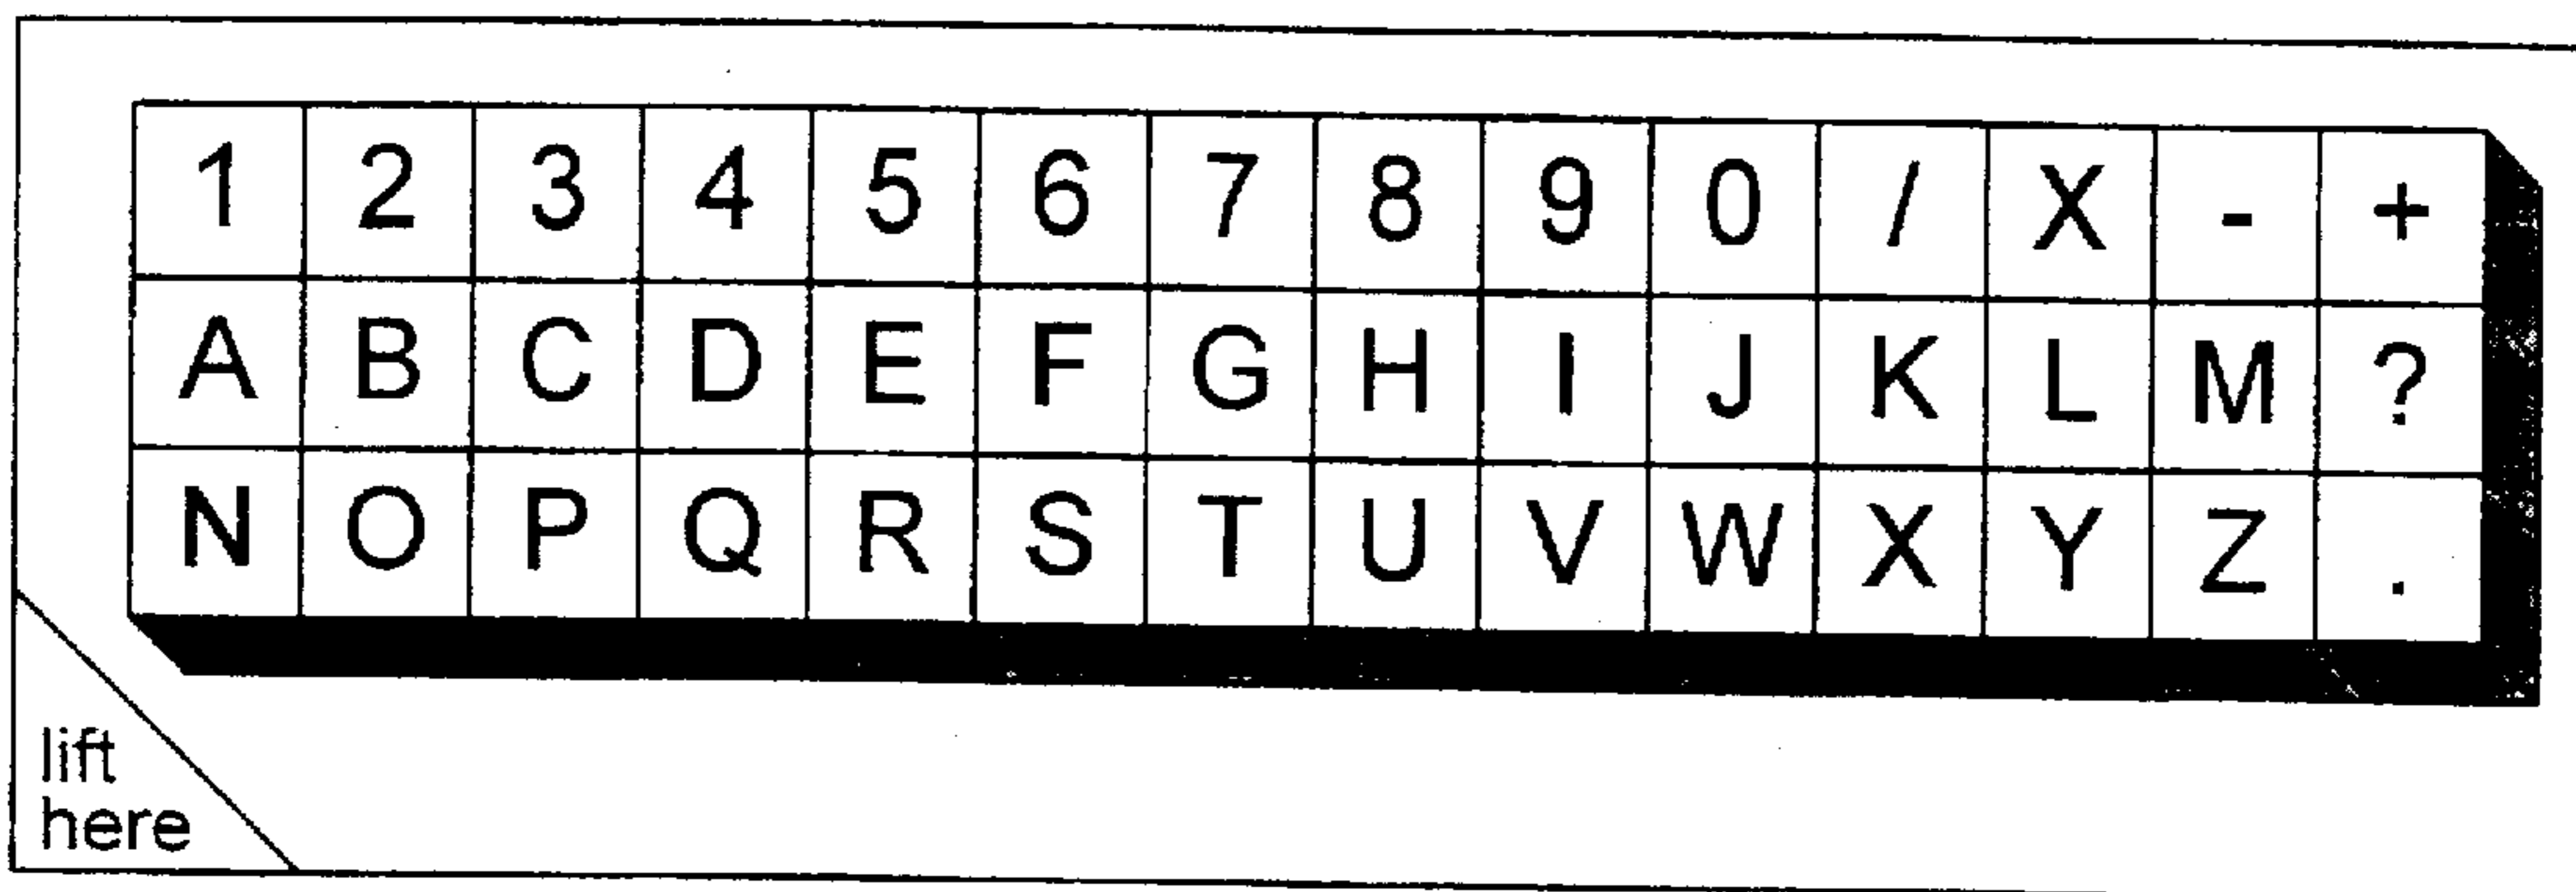 1 2 3 4 5 6 7 8 9 0 / X - +
A B C D E F G H I J K L M ?
N O P Q R S T U V W X Y Z .
lift
here